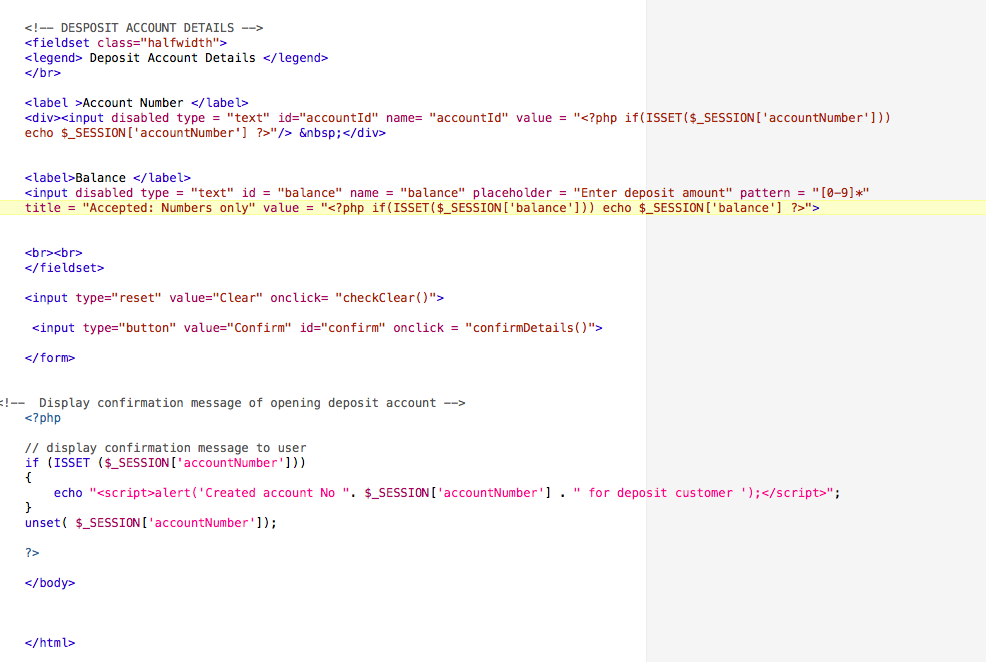 <!-- DESPOSIT ACCOUNT DETAILS -->
<fieldset class="halfwidth">
<legend> Deposit Account Details </legend>
</br>
<label >Account Number </label>
<div><input disabled type = "text" id="accountId" name= "accountId" value = "<?php if(ISSET($_SESSION['accountNumber']))
echo $_SESSION['accountNumber'] ?>"/> &nbsp;</div>
<label>Balance </label>
<input disabled type = "text" id = "balance" name = "balance" placeholder = "Enter deposit amount" pattern = "[0-9]*"
title = "Accepted: Numbers only" value = "<?php if(ISSET($_SESSION['balance'])) echo $_SESSION['balance'] ?>">
<br><br>
</fieldset>
<input type="reset" value="Clear" onclick= "checkClear()">
<input type="button" value="Confirm" id="confirm" onclick = "confirmDetails()">
</form>
<!--  Display confirmation message of opening deposit account -->
<?php
// display confirmation message to user
if (ISSET ($_SESSION['accountNumber']))
{
echo "<script>alert('Created account No ". $_SESSION['accountNumber'] . " for deposit customer ');</script>";
}
unset( $_SESSION['accountNumber']);
?>
</body>
</html>